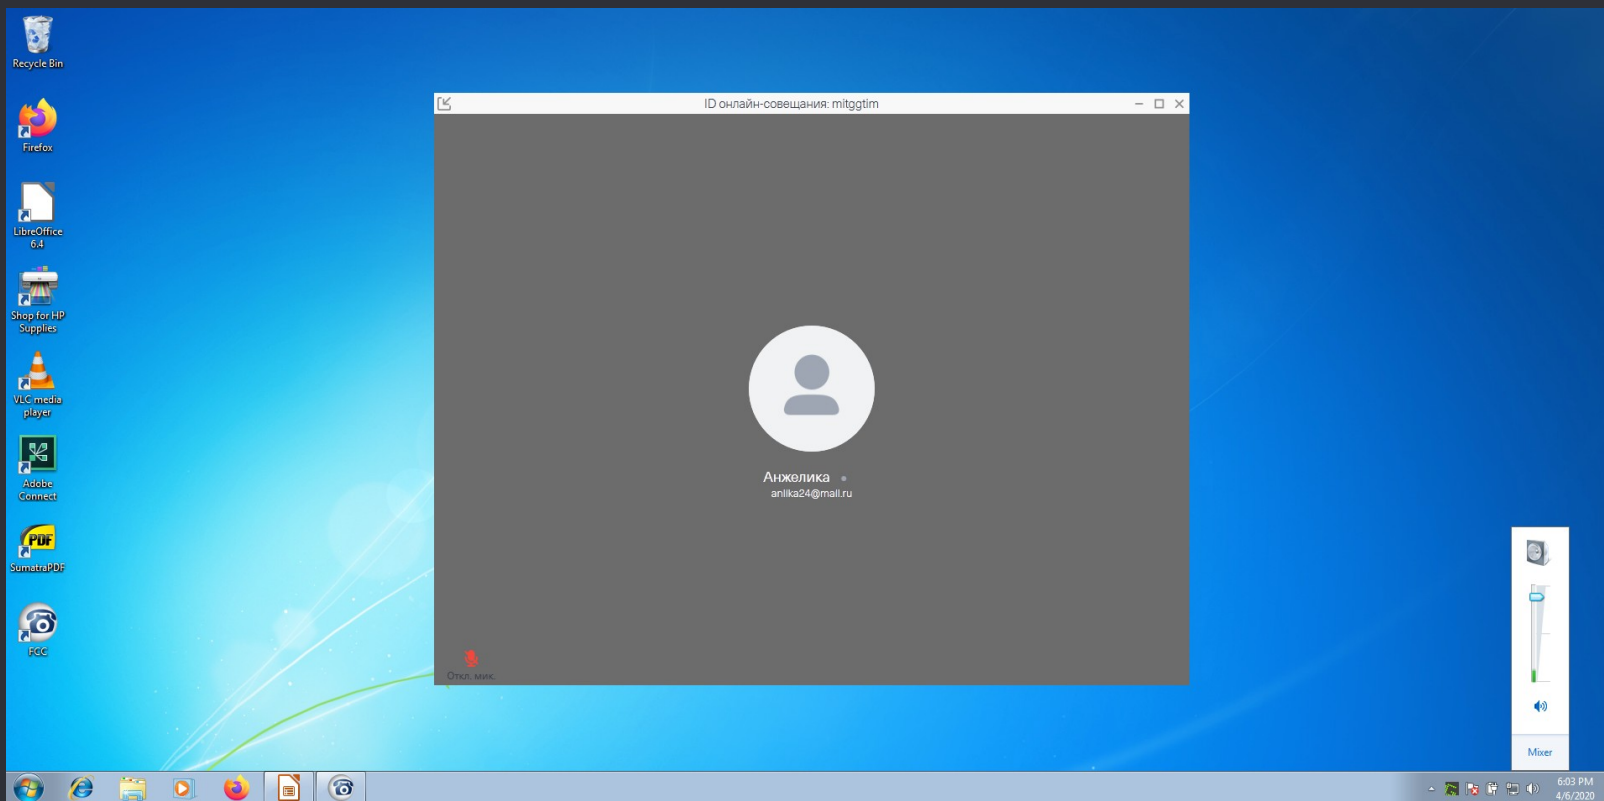 Recycle Bin
Firefox
LibreOffice
6.4
Shop for HP
Supplies
VLC media
player
Adobe
Connect
PDF
SumatraPDF
FCC
ID онлайн-совещания: mitggtim
Анжелика
anlika24@mail.ru
Откл. мик.
Mixer
6:03 PM
4/6/2020